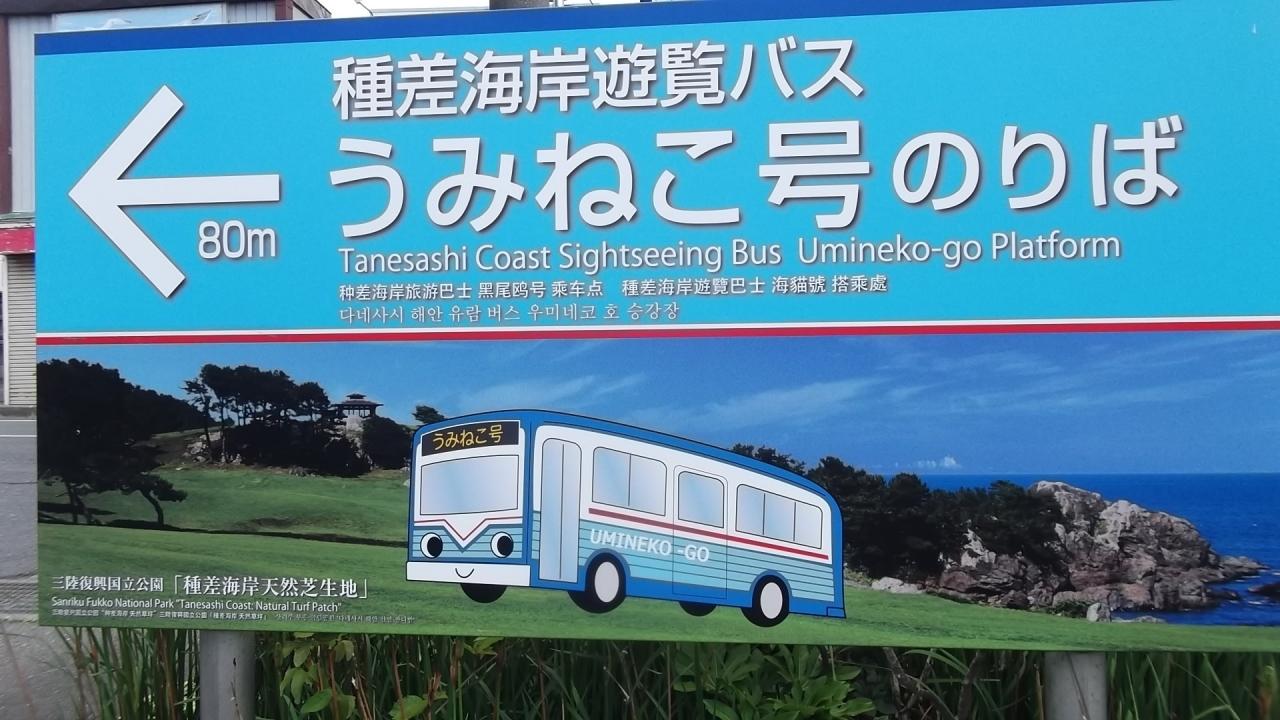 種差海岸遊覧バス
うみねこ号のりば
80m
Tanesashi Coast Sightseeing Bus Umineko-go Platform
种差海岸旅游巴士 黑尾鸥号 乘车点 種差海岸遊覽巴士 海貓號 搭乘處
다네사시 해안 유람 버스 우미네코 호 승강장
うみねこ号
UMINEKO-GO
三陸復興国立公園「種差海岸天然芝生地」
Sanriku Fukko National Park "Tanesashi Coast: Natural Turf Patch"